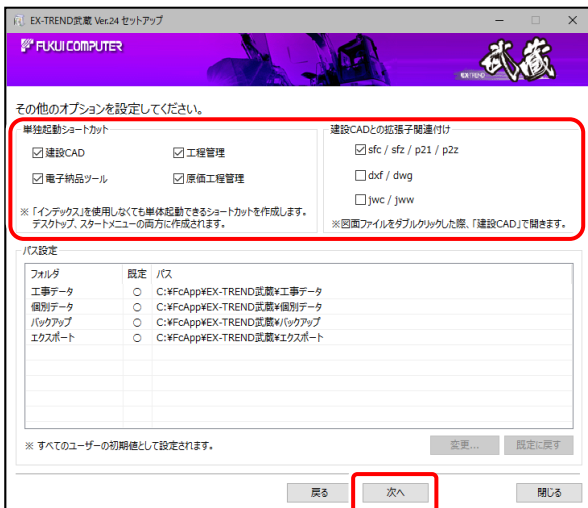 EX-TREND武蔵 Ver.24 セットアップ
FUKUI COMPUTER
EX-TREND 武蔵
その他のオプションを設定してください。
単独起動ショートカット
建設CAD 工程管理
電子納品ツール 原価工程管理
※「インデックス」を使用しなくても単体起動できるショートカットを作成します。
デスクトップ、スタートメニューの両方に作成されます。
建設CADとの拡張子関連付け
sfc / sfz / p21 / p2z
dxf / dwg
jwc / jww
※図面ファイルをダブルクリックした際、「建設CAD」で開きます。
パス設定
フォルダ 既定 パス
工事データ ○ C:¥FcApp¥EX-TREND武蔵¥工事データ
個別データ ○ C:¥FcApp¥EX-TREND武蔵¥個別データ
バックアップ ○ C:¥FcApp¥EX-TREND武蔵¥バックアップ
エクスポート ○ C:¥FcApp¥EX-TREND武蔵¥エクスポート
※ すべてのユーザーの初期値として設定されます。
変更... 既定に戻す
戻る 次へ 閉じる